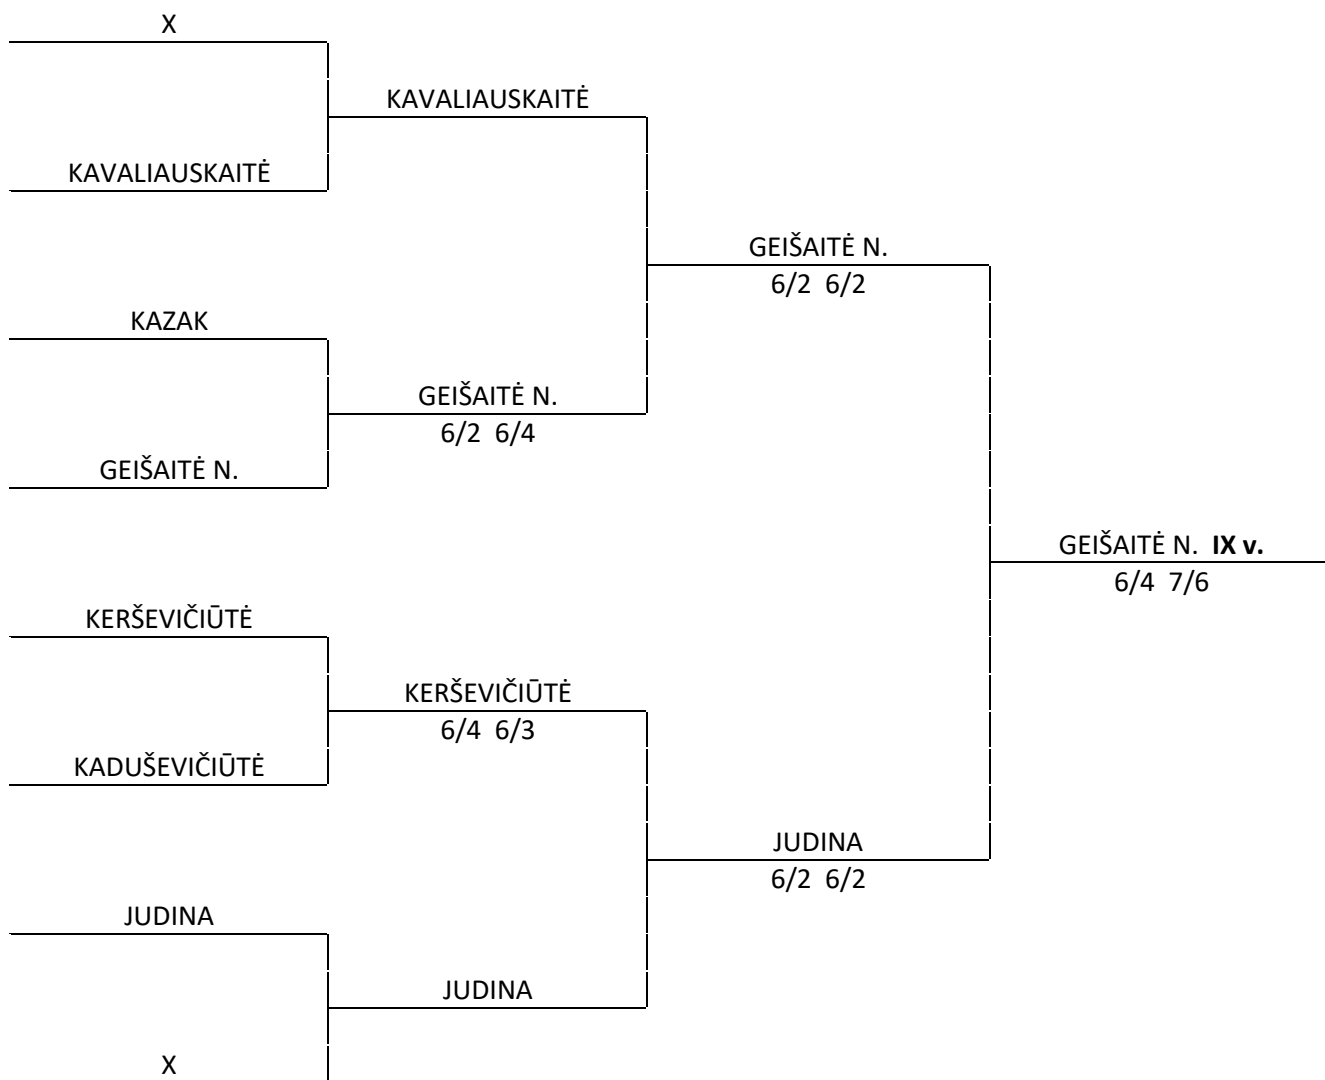 X
KAVALIAUSKAITĖ
KAVALIAUSKAITĖ
GEIŠAITĖ N.
6/2 6/2
KAZAK
GEIŠAITĖ N.
6/2 6/4
GEIŠAITĖ N.
GEIŠAITĖ N. IX v.
6/4 7/6
KERŠEVIČIŪTĖ
KERŠEVIČIŪTĖ
6/4 6/3
KADUŠEVIČIŪTĖ
JUDINA
6/2 6/2
JUDINA
JUDINA
X